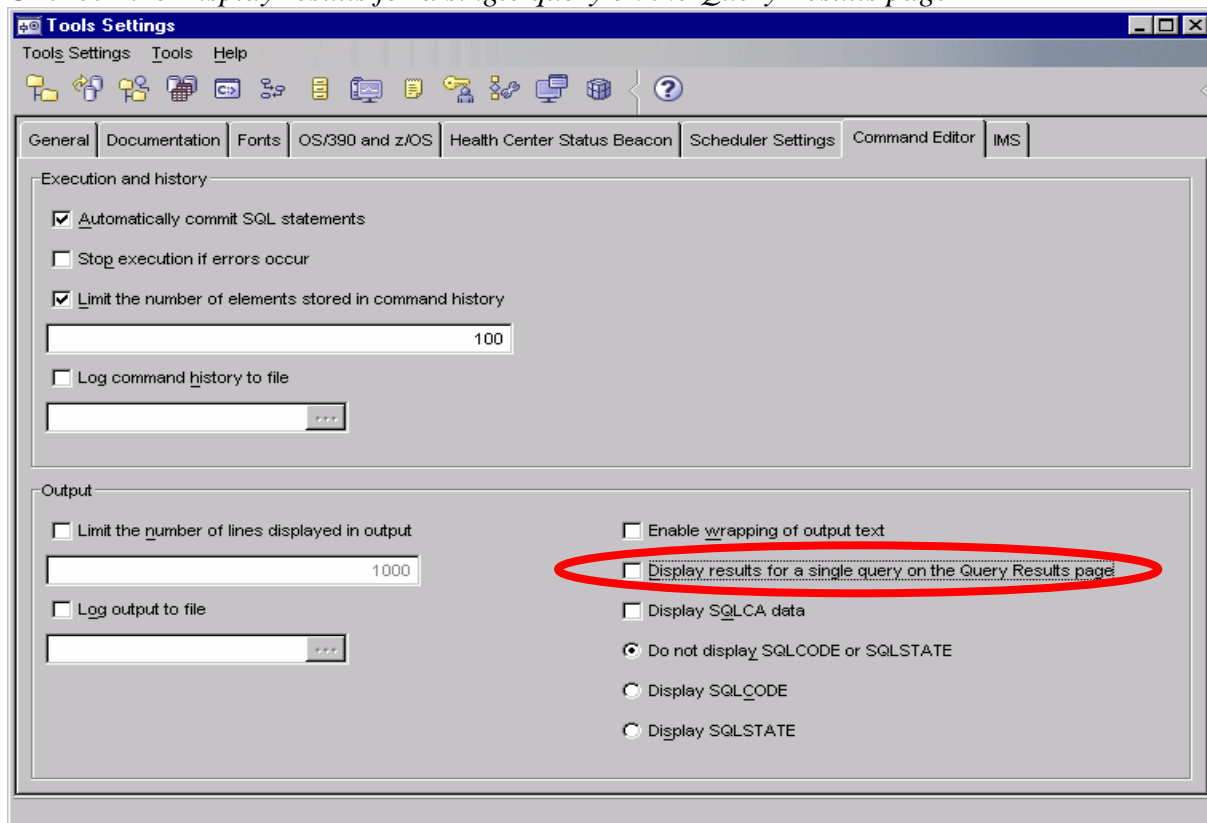 Tools Settings
Tools Settings Tools Help
General Documentation Fonts OS/390 and z/OS Health Center Status Beacon Scheduler Settings Command Editor IMS
Execution and history
Automatically commit SQL statements
Stop execution if errors occur
Limit the number of elements stored in command history
100
Log command history to file
...
Output
Limit the number of lines displayed in output
1000
Log output to file
...
Enable wrapping of output text
Display results for a single query on the Query Results page
Display SQLCA data
Do not display SQLCODE or SQLSTATE
Display SQLCODE
Display SQLSTATE